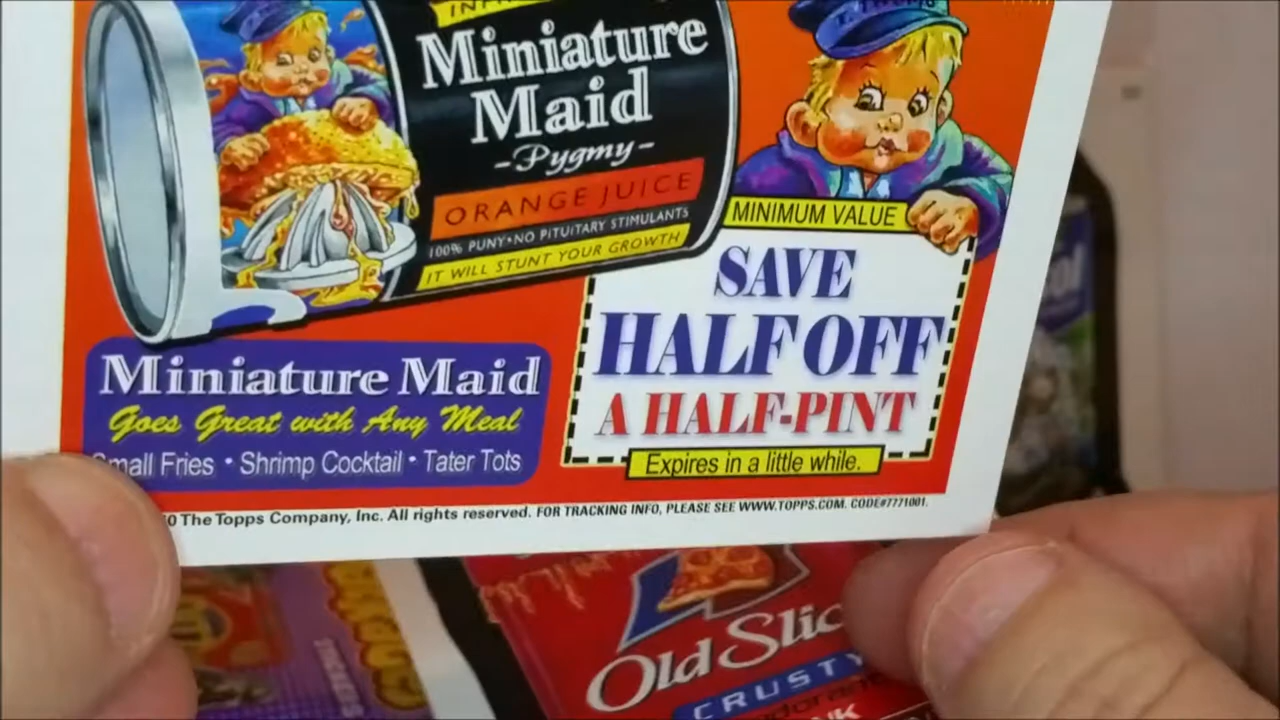 Miniature
Maid
-Pygmy-
ORANGE JUICE
100% PUNY•NO PITUITARY STIMULANTS
IT WILL STUNT YOUR GROWTH
MINIMUM VALUE
SAVE
HALF OFF
A HALF-PINT
Expires in a little while.
Miniature Maid
Goes Great with Any Meal
Small Fries • Shrimp Cocktail • Tater Tots
0 The Topps Company, Inc. All rights reserved. FOR TRACKING INFO, PLEASE SEE WWW.TOPPS.COM. CODE#7771001.
Old Slic
CRUSTY